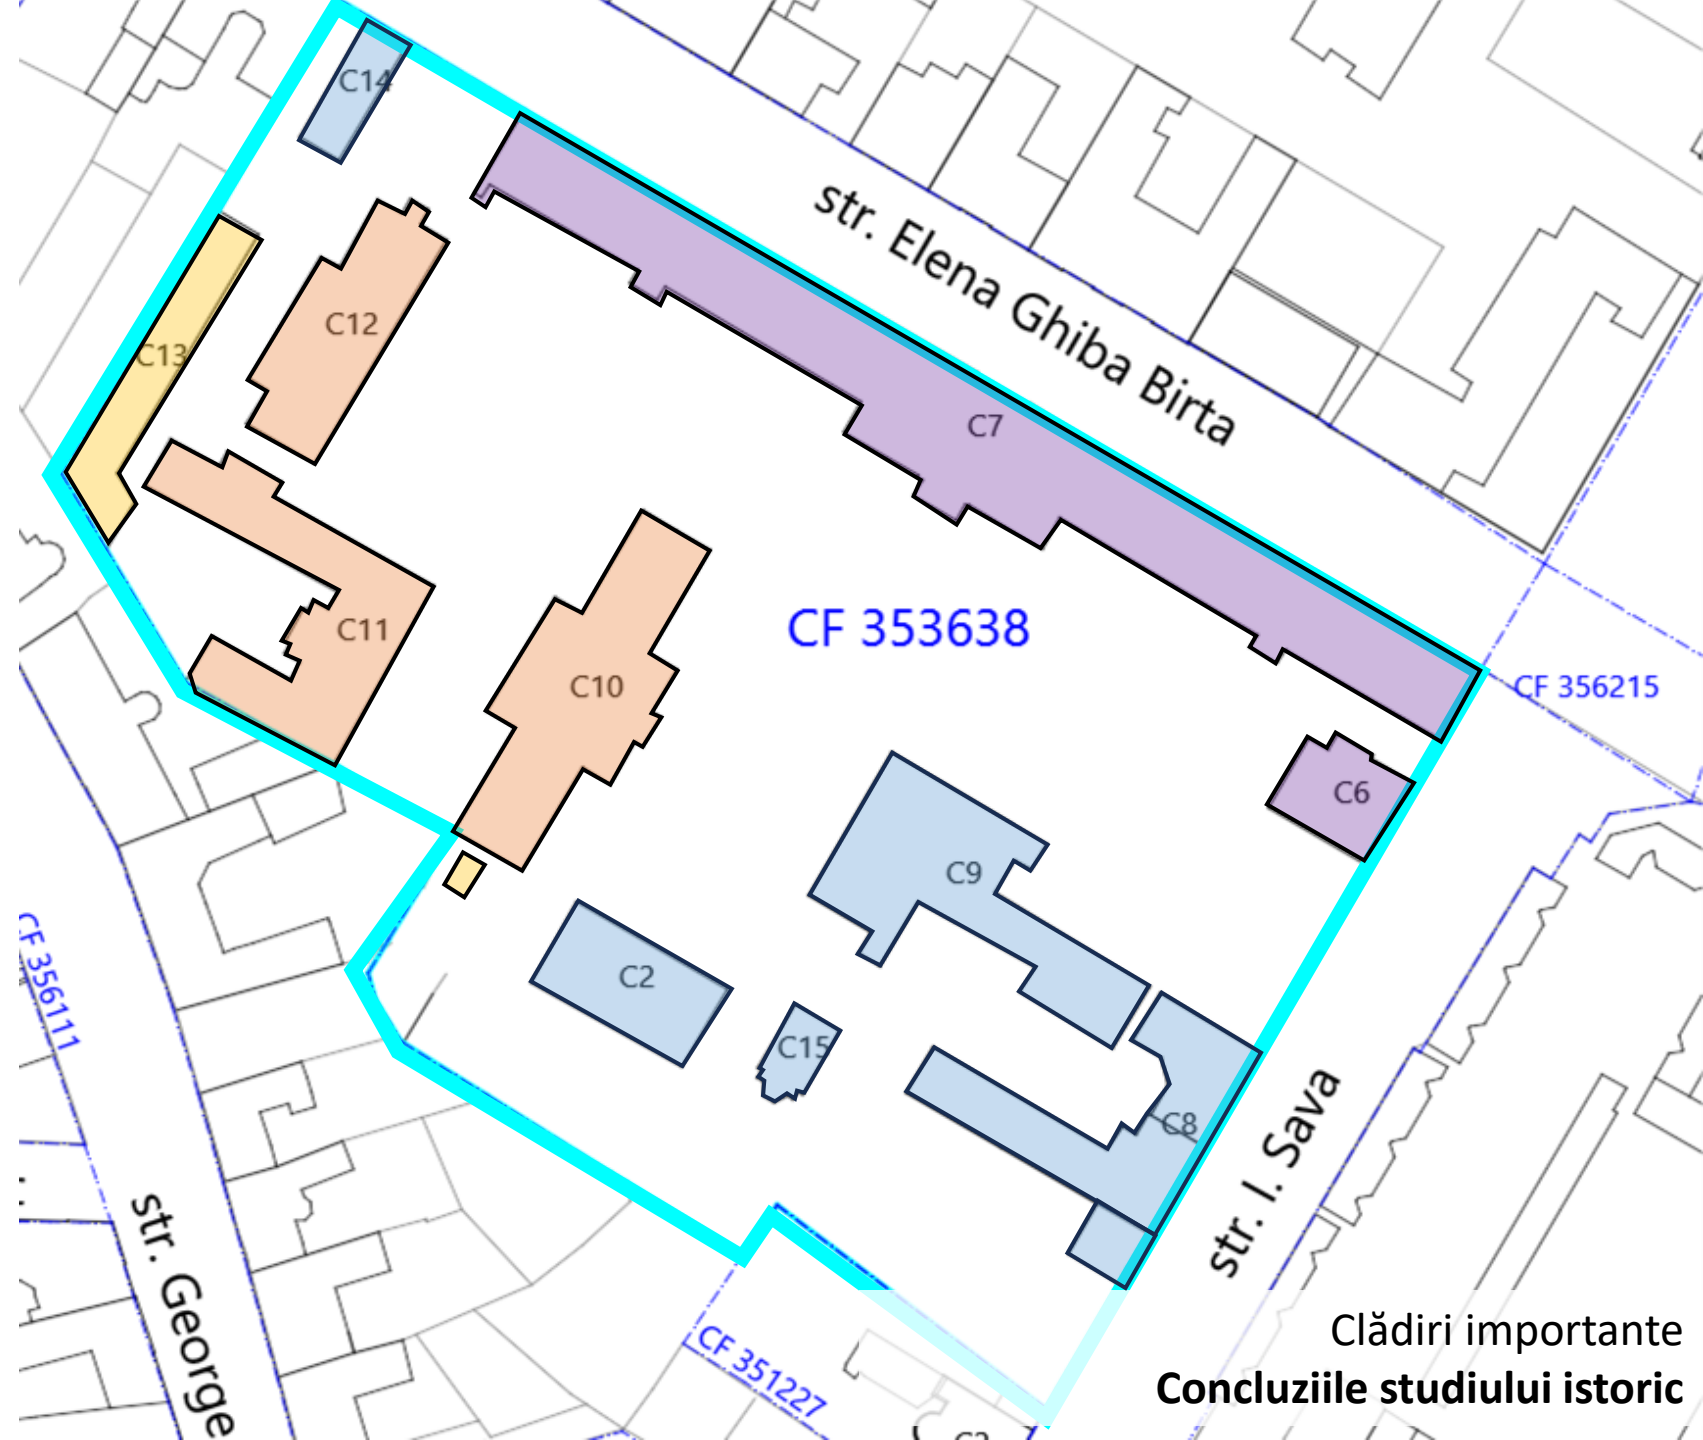 C14
str. Elena Ghiba Birta
C12
C13
C7
C11
CF 353638
C10
CF 356215
C6
C9
C2
CF 356111
C15
C8
str. I. Sava
str. George
CF 351227
Clădiri importante
Concluziile studiului istoric